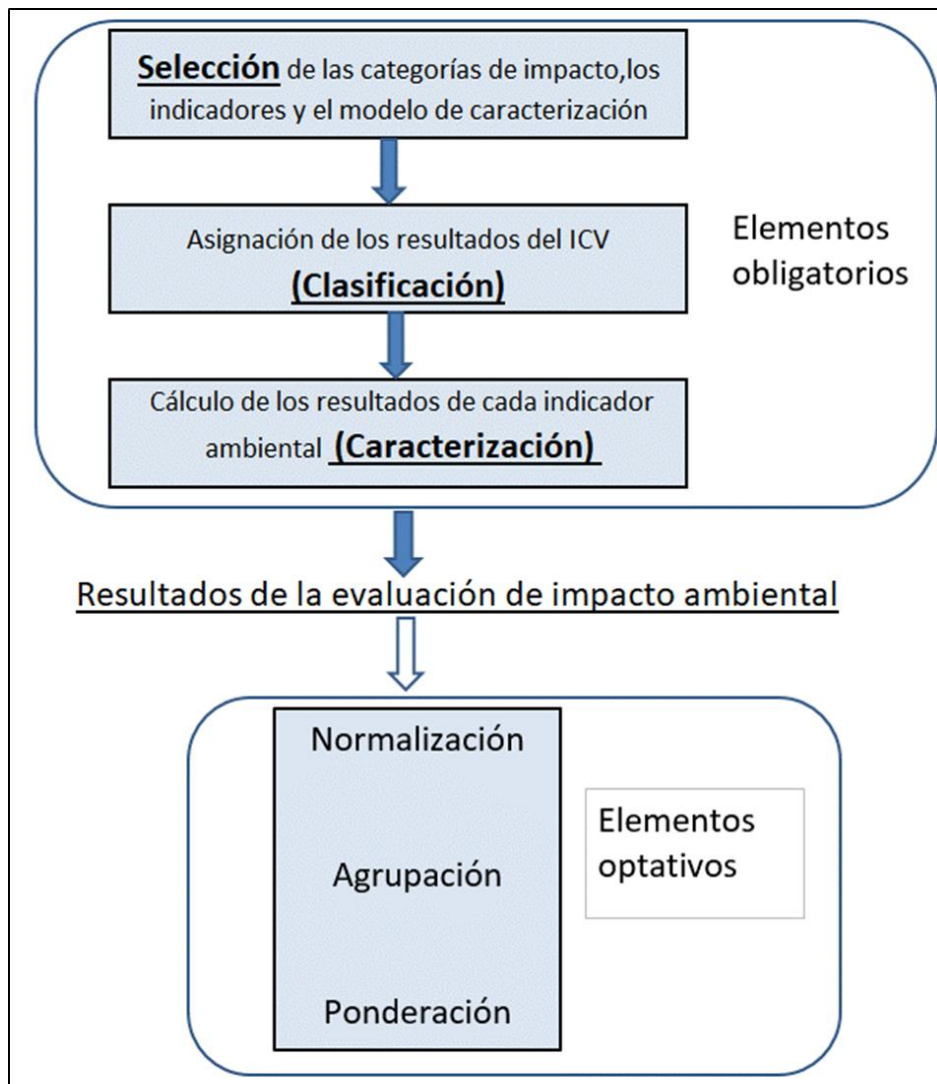 Selección de las categorías de impacto,los
indicadores y el modelo de caracterización
Asignación de los resultados del ICV
(Clasificación)
Elementos
obligatorios
Cálculo de los resultados de cada indicador
ambiental (Caracterización)
Resultados de la evaluación de impacto ambiental
Normalización
Agrupación
Ponderación
Elementos
optativos